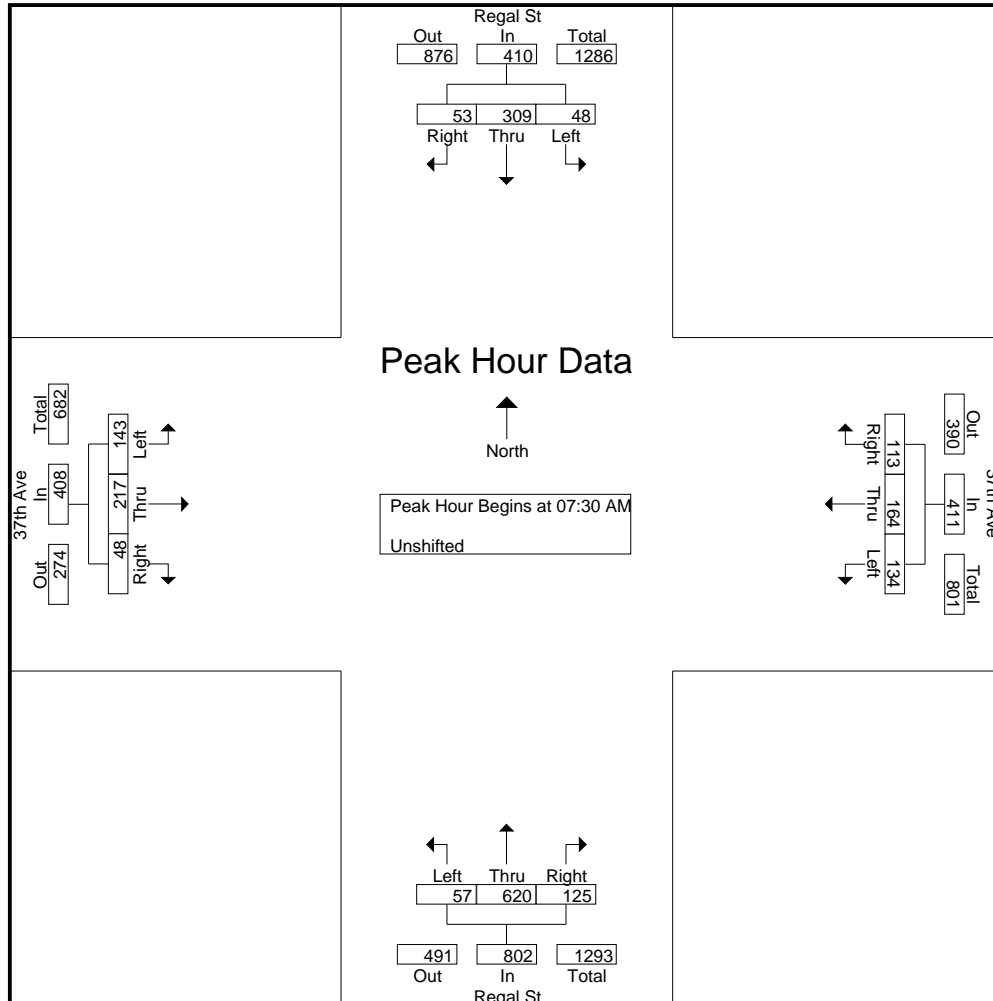 Regal St
Out In Total
876 410 1286
53 309 48
Right Thru Left
Peak Hour Data
North
Peak Hour Begins at 07:30 AM
Unshifted
37th Ave
Total In Out
682 408 274
143 217 48
Left Thru Right
Right Thru Left
113 164 134
Out In Total
390 411 801
37th Ave
Left Thru Right
57 620 125
491 802 1293
Out In Total
Regal St